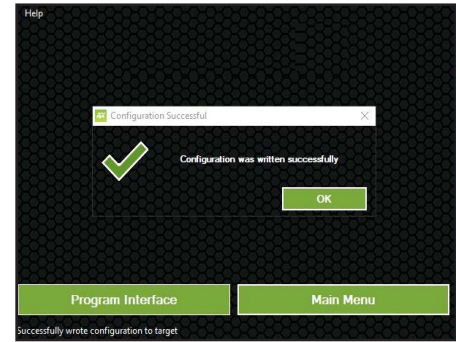 Help
Configuration Successful
Configuration was written successfully
OK
Program Interface
Main Menu
Successfully wrote configuration to target